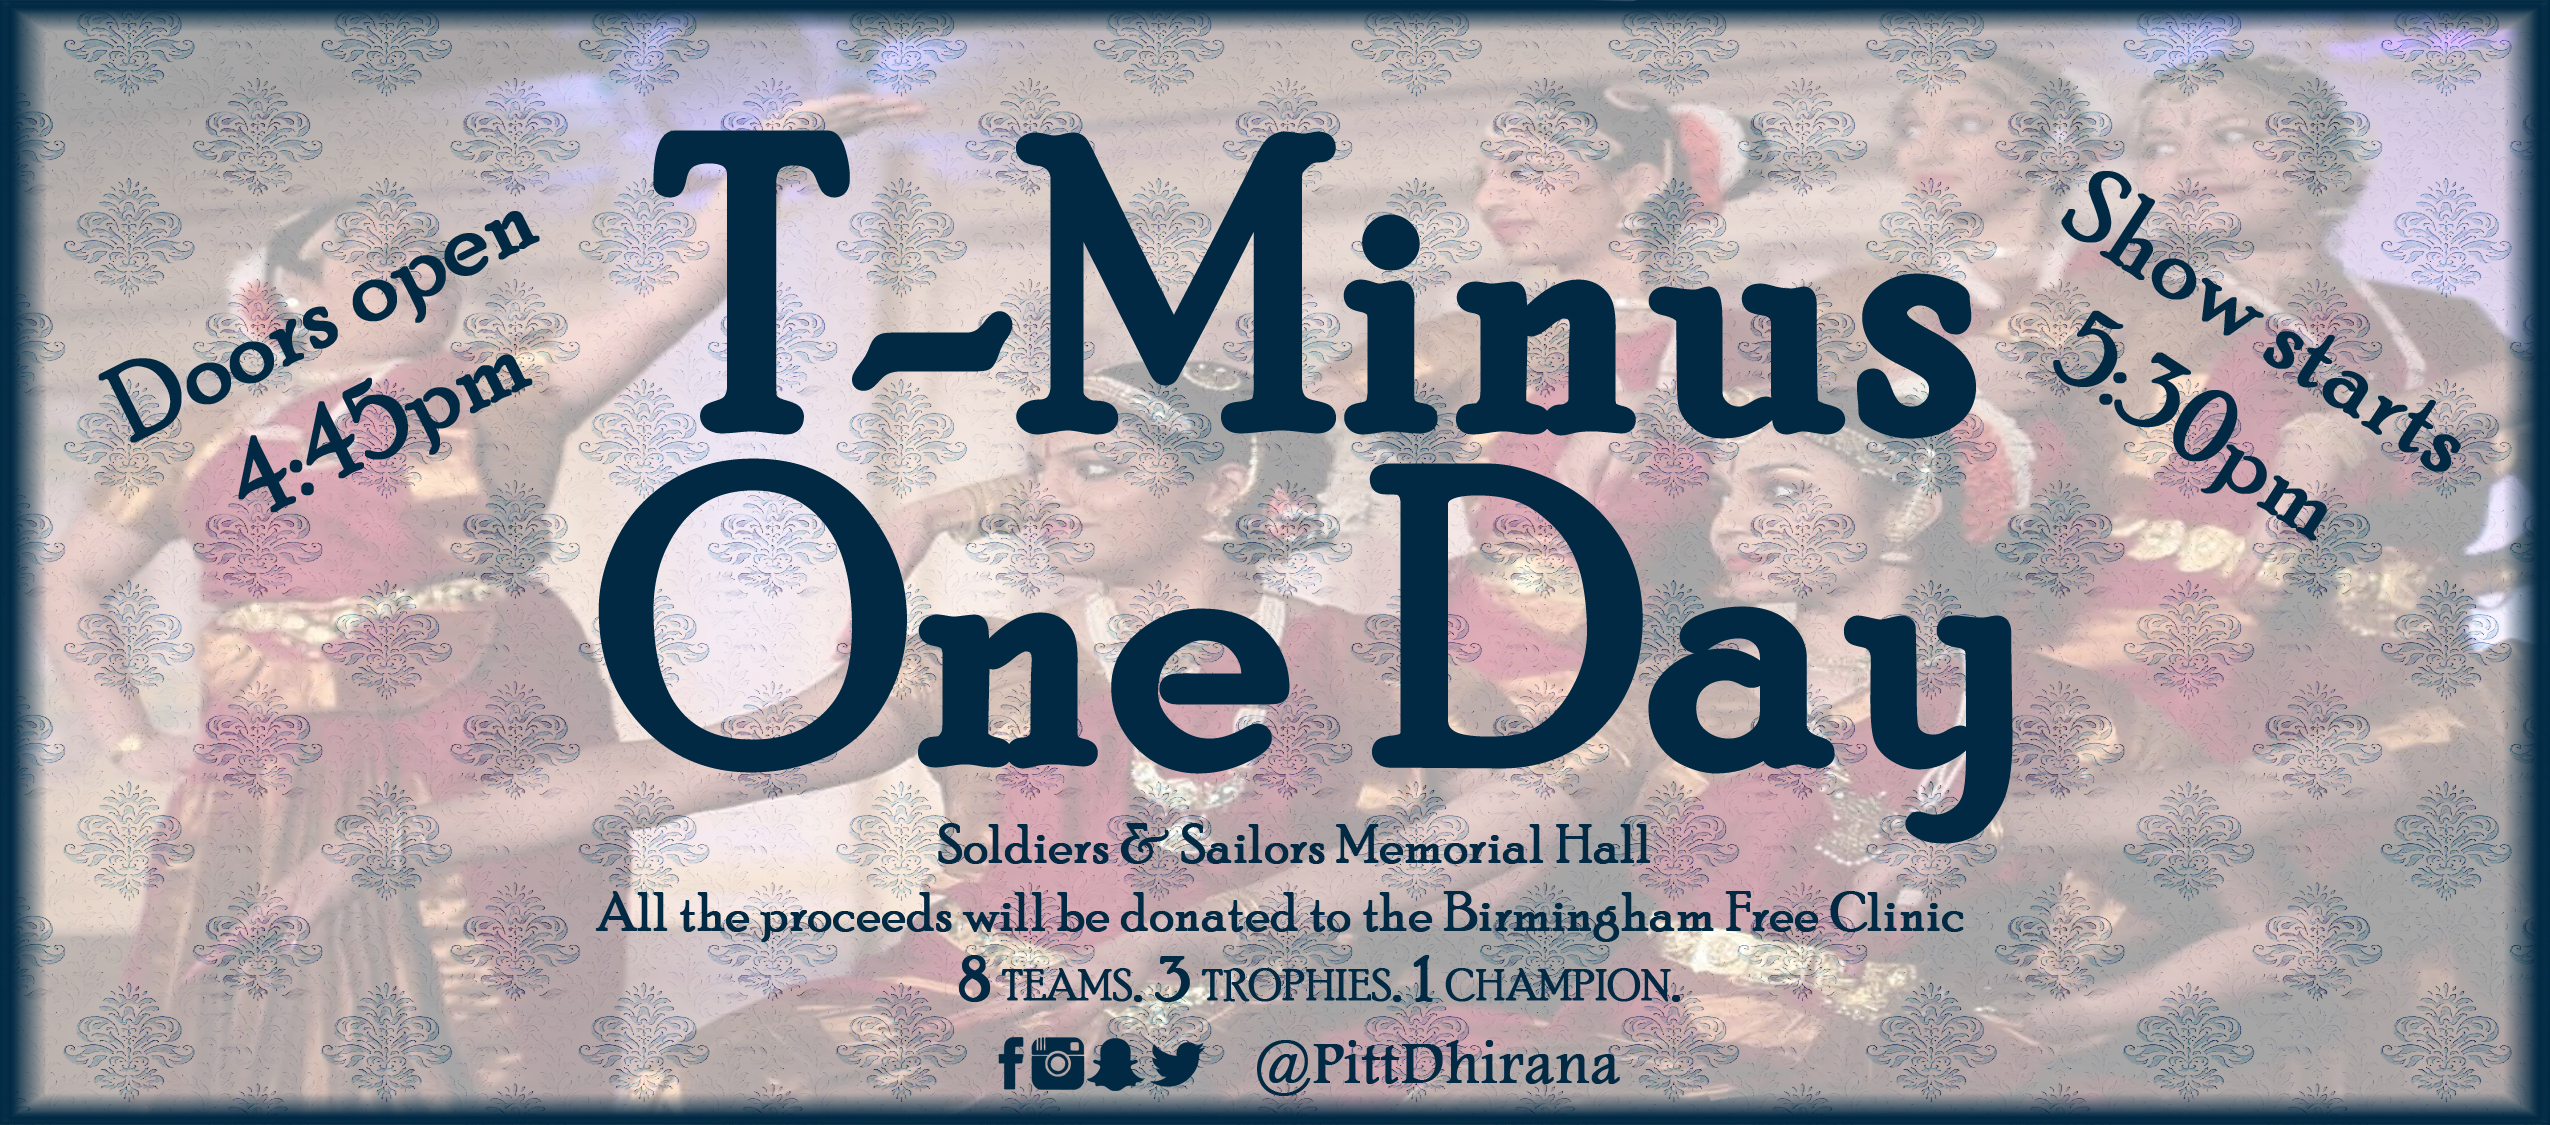 Doors open
4:45pm
T-Minus
One Day
Show starts
5:30pm
Soldiers & Sailors Memorial Hall
All the proceeds will be donated to the Birmingham Free Clinic
8 TEAMS. 3 TROPHIES. 1 CHAMPION.
@PittDhirana